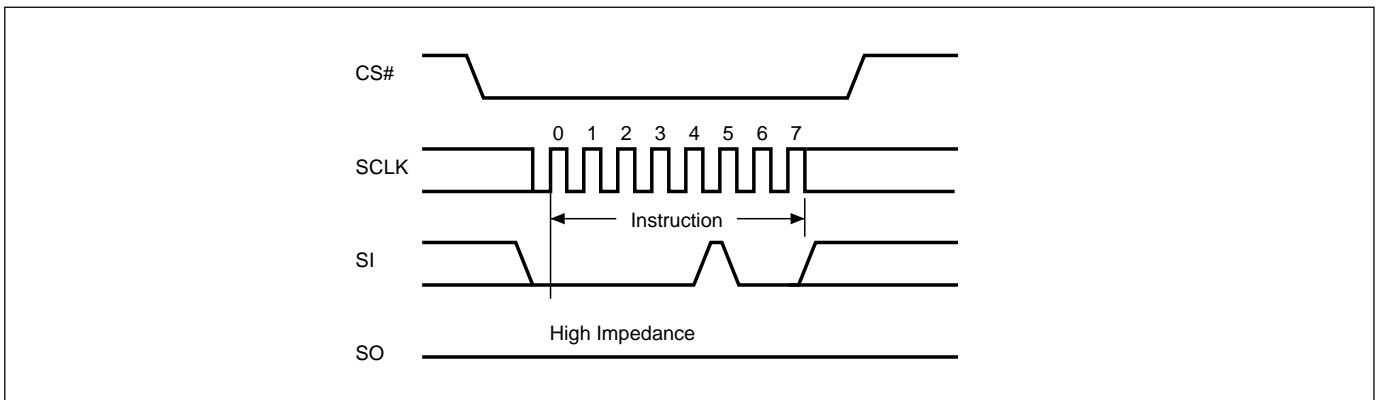 CS#
0 1 2 3 4 5 6 7
SCLK
Instruction
SI
High Impedance
SO